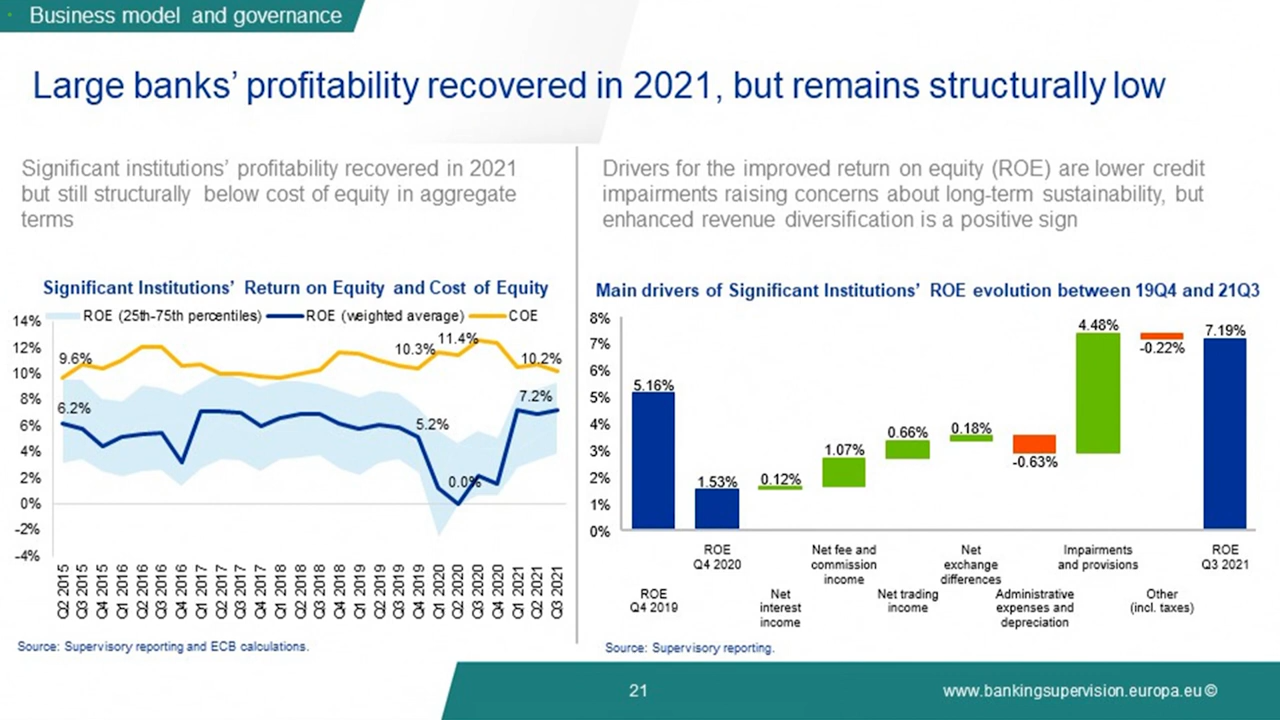 Business model and governance
Large banks’ profitability recovered in 2021, but remains structurally low
Significant institutions’ profitability recovered in 2021
but still structurally below cost of equity in aggregate
terms
Significant Institutions’ Return on Equity and Cost of Equity
ROE (25th-75th percentiles) ROE (weighted average) COE
14%
12%
10%
8%
6%
4%
2%
0%
-2%
-4%
9.6%
6.2%
10.3%
11.4%
10.2%
7.2%
5.2%
0.0%
Q2 2015
Q3 2015
Q4 2015
Q1 2016
Q2 2016
Q3 2016
Q4 2016
Q1 2017
Q2 2017
Q3 2017
Q4 2017
Q1 2018
Q2 2018
Q3 2018
Q4 2018
Q1 2019
Q2 2019
Q3 2019
Q4 2019
Q1 2020
Q2 2020
Q3 2020
Q4 2020
Q1 2021
Q2 2021
Q3 2021
Source: Supervisory reporting and ECB calculations.
Drivers for the improved return on equity (ROE) are lower credit
impairments raising concerns about long-term sustainability, but
enhanced revenue diversification is a positive sign
Main drivers of Significant Institutions’ ROE evolution between 19Q4 and 21Q3
8%
7%
6%
5%
4%
3%
2%
1%
0%
5.16%
1.53%
0.12%
1.07%
0.66%
0.18%
-0.63%
4.48%
-0.22%
7.19%
ROE
Q4 2019
ROE
Q4 2020
Net
interest
income
Net fee and
commission
income
Net trading
income
Net
exchange
differences
Administrative
expenses and
depreciation
Impairments
and provisions
Other
(incl. taxes)
ROE
Q3 2021
Source: Supervisory reporting.
21
www.bankingsupervision.europa.eu ©